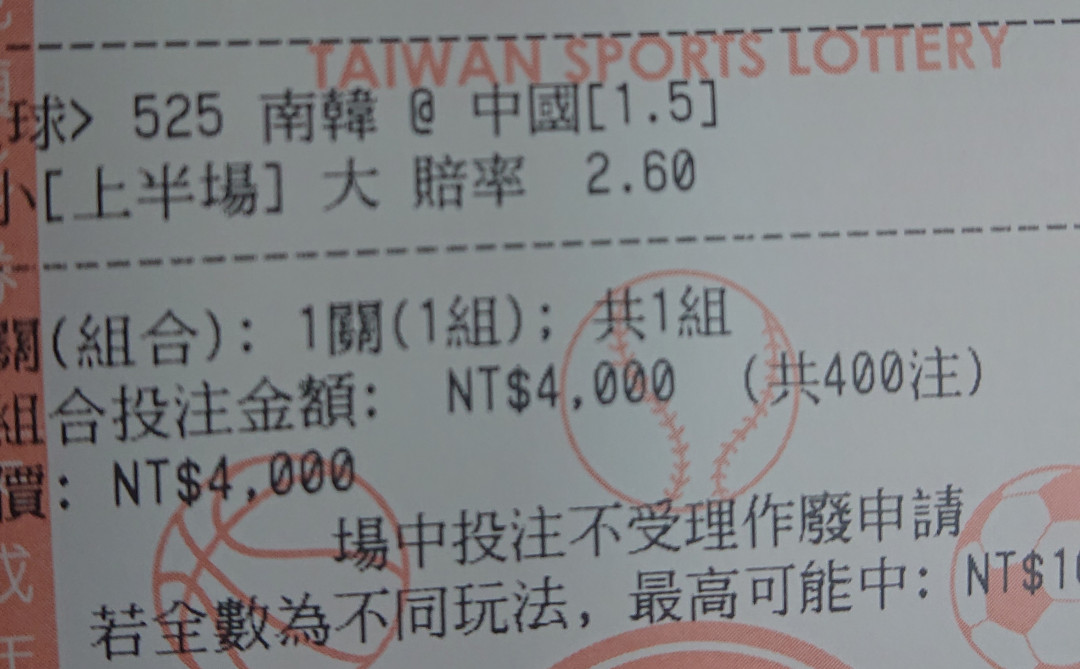 TAIWAN SPORTS LOTTERY
球> 525 南韓 @ 中國[1.5]
小[上半場] 大 賠率 2.60
關(組合): 1關(1組); 共1組
組合投注金額: NT$4,000 (共400注)
價: NT$4,000
場中投注不受理作廢申請
若全數為不同玩法, 最高可能中: NT$10